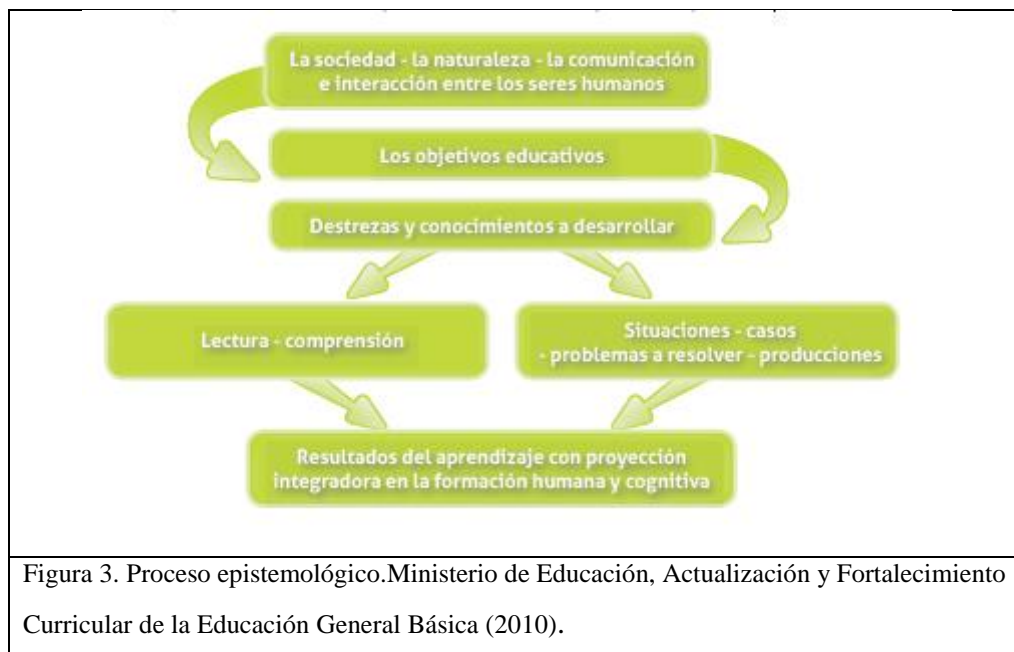 La sociedad - la naturaleza - la comunicación
e interacción entre los seres humanos
Los objetivos educativos
Destrezas y conocimientos a desarrollar
Lectura - comprensión
Situaciones - casos
- problemas a resolver - producciones
Resultados del aprendizaje con proyección
integradora en la formación humana y cognitiva
Figura 3. Proceso epistemológico.Ministerio de Educación, Actualización y Fortalecimiento
Curricular de la Educación General Básica (2010).